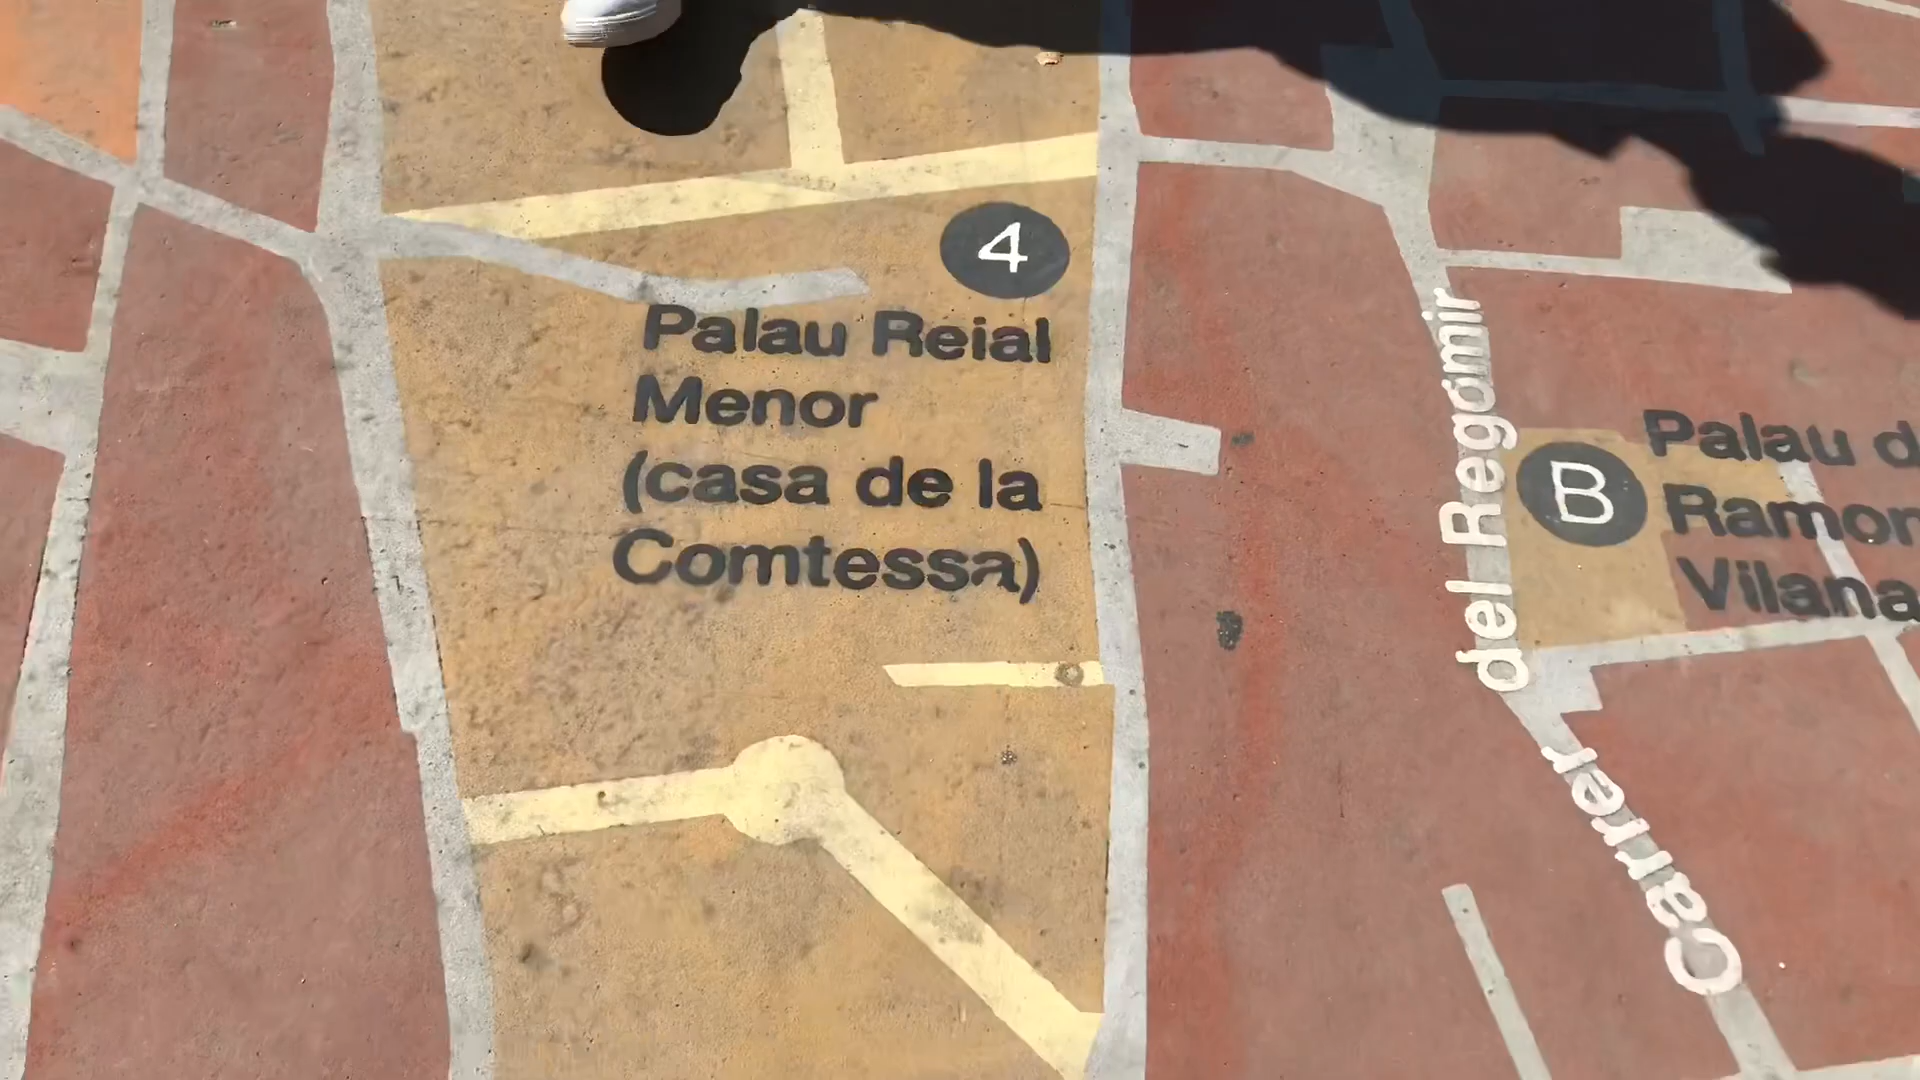 4
Palau Reial
Menor
(casa de la
Comtessa)
Carrer del Regomir
B
Palau d
Ramon
Vilana